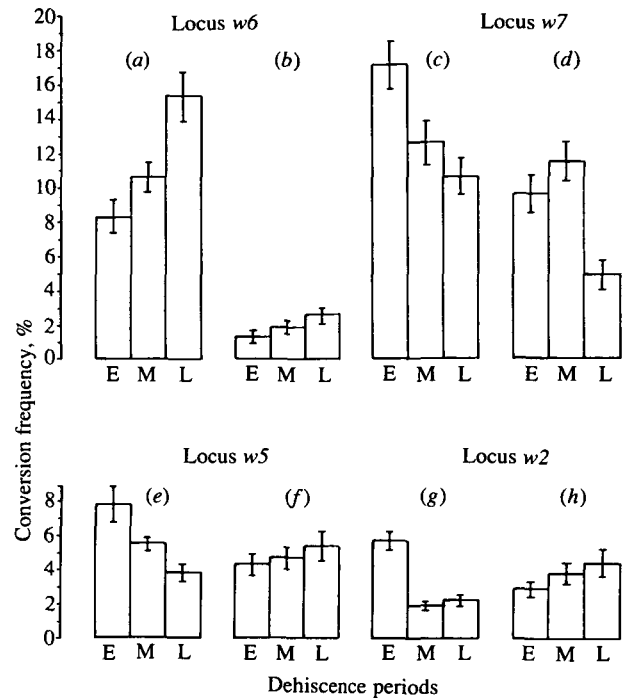 Locus w6 Locus w7
(a) (b) (c) (d)
20
18
16
14
12
10
8
6
4
2
0
E M L E M L E M L E M L
Conversion frequency, %
Locus w5 Locus w2
(e) (f) (g) (h)
8
6
4
2
0
E M L E M L E M L E M L
Dehiscence periods